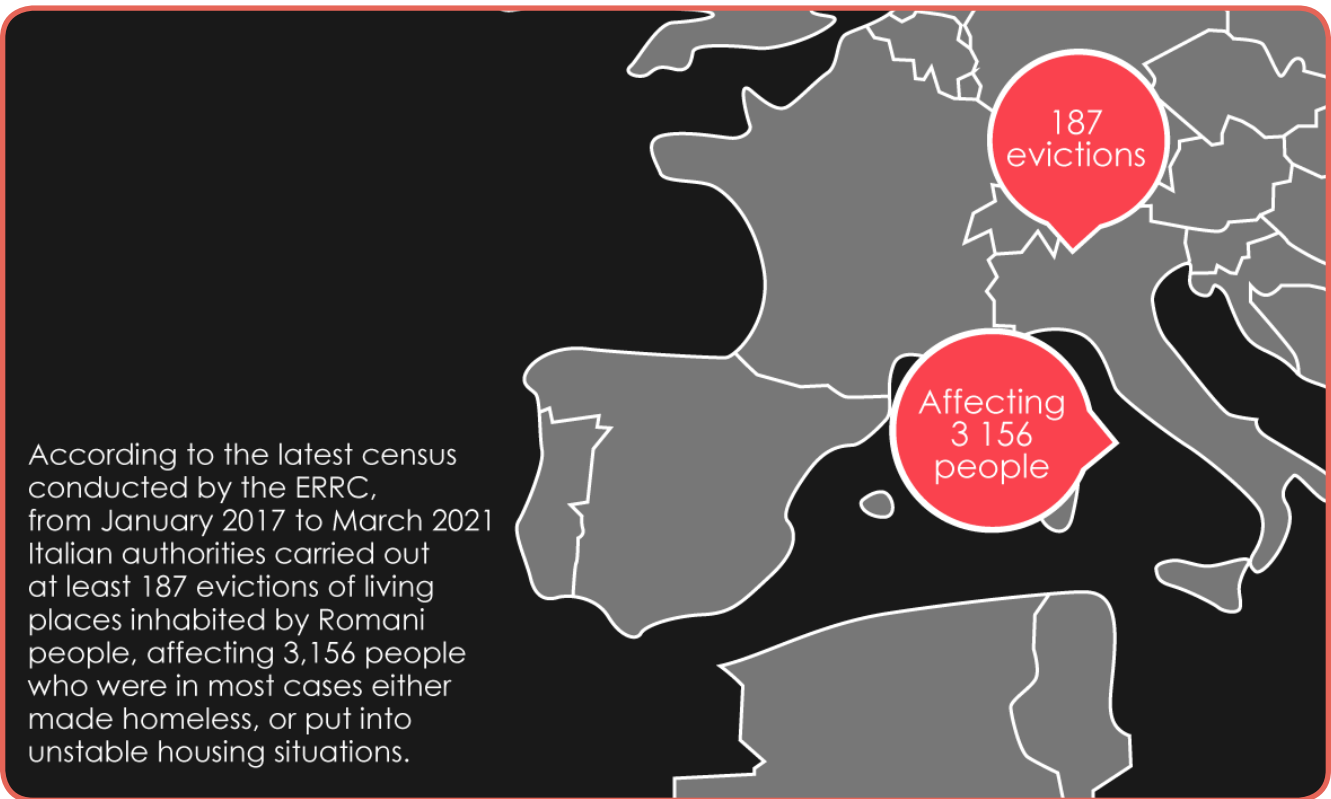 187
evictions
Affecting
3 156
people
According to the latest census
conducted by the ERRC,
from January 2017 to March 2021
Italian authorities carried out
at least 187 evictions of living
places inhabited by Romani
people, affecting 3,156 people
who were in most cases either
made homeless, or put into
unstable housing situations.